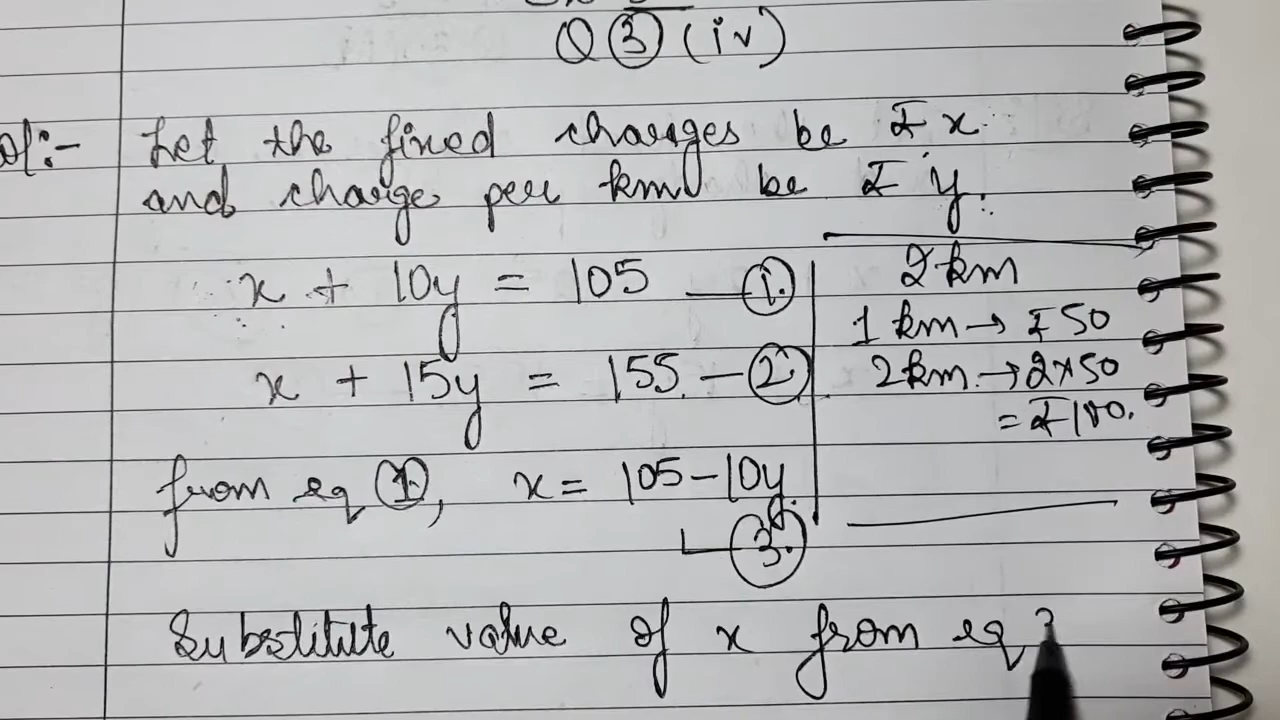 Q ③ (iv)
Let the fixed charges be ₹ x.
and charge per km be ₹ y.
x + 10y = 105 — ①
x + 15y = 155. — ②
from eq ①, x = 105 - 10y.
③
2 km
1 km → ₹ 50
2 km. → 2 × 50
= ₹ 100.
Substitute value of x from eq